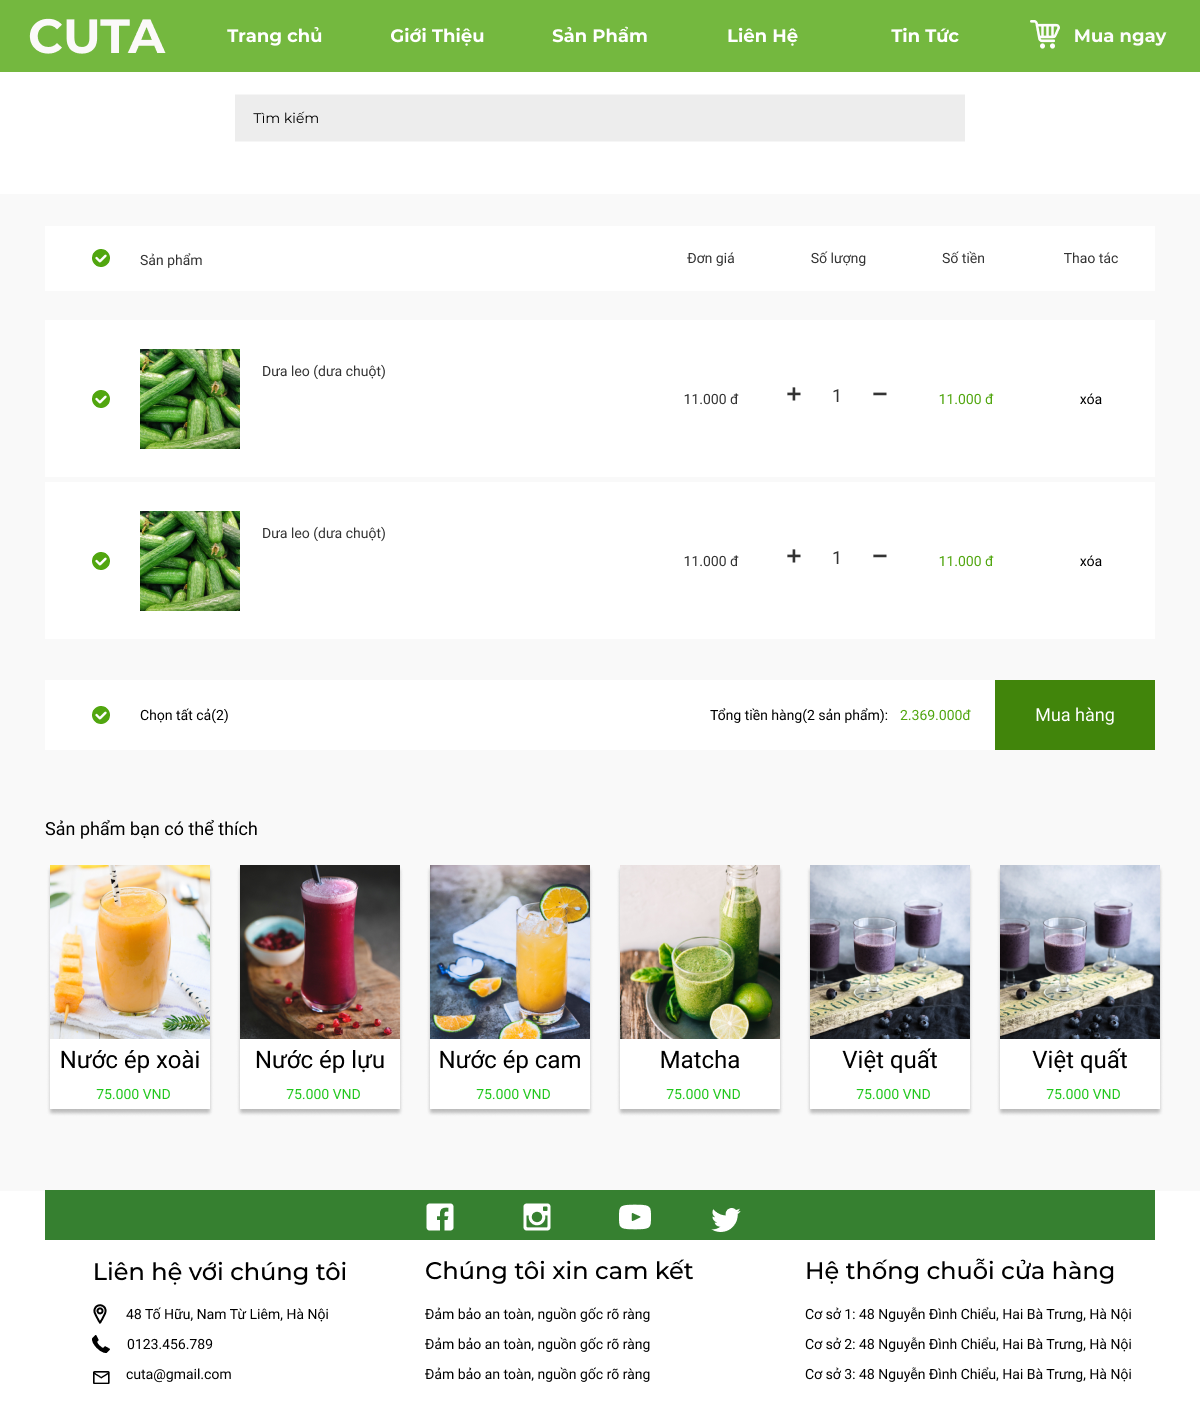 CUTA Trang chủ Giới Thiệu Sản Phẩm Liên Hệ Tin Tức Mua ngay
Tìm kiếm
Sản phẩm Đơn giá Số lượng Số tiền Thao tác
Dưa leo (dưa chuột)
11.000 đ + 1 − 11.000 đ xóa
Dưa leo (dưa chuột)
11.000 đ + 1 − 11.000 đ xóa
Chọn tất cả(2) Tổng tiền hàng(2 sản phẩm): 2.369.000đ Mua hàng
Sản phẩm bạn có thể thích
Nước ép xoài Nước ép lựu Nước ép cam Matcha Việt quất Việt quất
75.000 VND 75.000 VND 75.000 VND 75.000 VND 75.000 VND 75.000 VND
Liên hệ với chúng tôi
48 Tố Hữu, Nam Từ Liêm, Hà Nội
0123.456.789
cuta@gmail.com
Chúng tôi xin cam kết
Đảm bảo an toàn, nguồn gốc rõ ràng
Đảm bảo an toàn, nguồn gốc rõ ràng
Đảm bảo an toàn, nguồn gốc rõ ràng
Hệ thống chuỗi cửa hàng
Cơ sở 1: 48 Nguyễn Đình Chiểu, Hai Bà Trưng, Hà Nội
Cơ sở 2: 48 Nguyễn Đình Chiểu, Hai Bà Trưng, Hà Nội
Cơ sở 3: 48 Nguyễn Đình Chiểu, Hai Bà Trưng, Hà Nội